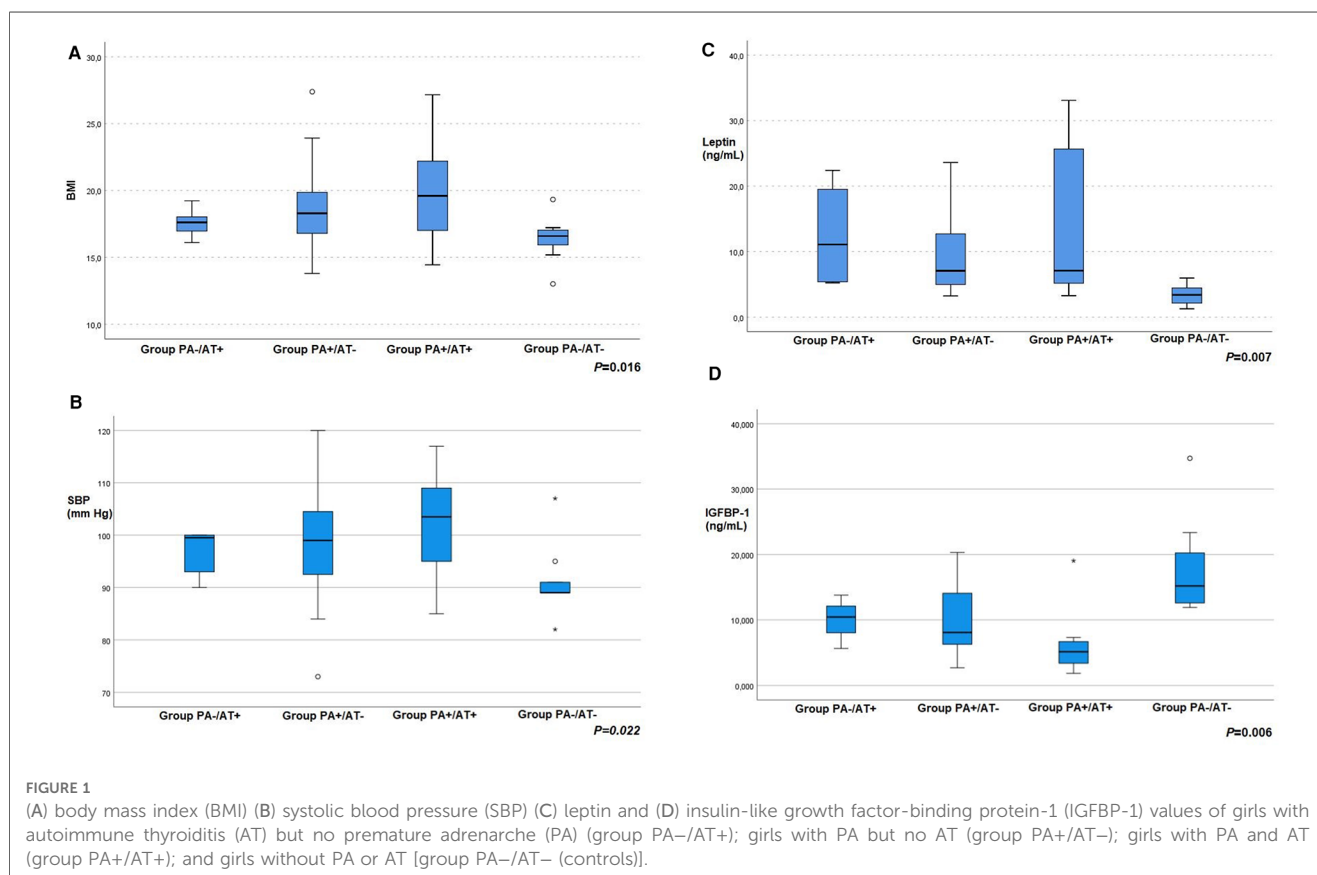 A
30,0
25,0
BMI
20,0
15,0
10,0
Group PA-/AT+ Group PA+/AT- Group PA+/AT+ Group PA-/AT-
P=0.016
C
40,0
30,0
Leptin
(ng/mL)
20,0
10,0
0,0
Group PA-/AT+ Group PA+/AT- Group PA+/AT+ Group PA-/AT-
P=0.007
B
120
110
SBP
(mm Hg)
100
90
80
70
Group PA-/AT+ Group PA+/AT- Group PA+/AT+ Group PA-/AT-
P=0.022
D
40,000
30,000
IGFBP-1
(ng/mL)
20,000
10,000
0,000
Group PA-/AT+ Group PA+/AT- Group PA+/AT+ Group PA-/AT-
P=0.006
FIGURE 1
(A) body mass index (BMI) (B) systolic blood pressure (SBP) (C) leptin and (D) insulin-like growth factor-binding protein-1 (IGFBP-1) values of girls with
autoimmune thyroiditis (AT) but no premature adrenarche (PA) (group PA−/AT+); girls with PA but no AT (group PA+/AT−); girls with PA and AT
(group PA+/AT+); and girls without PA or AT [group PA−/AT− (controls)].